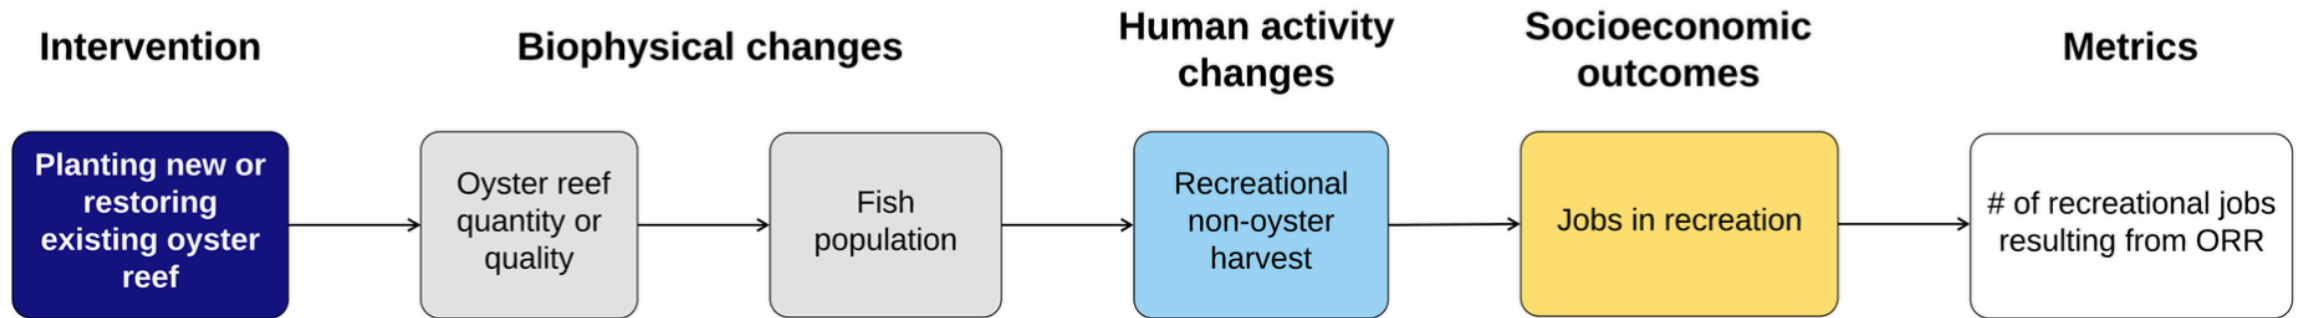 Intervention
Biophysical changes
Human activity
changes
Socioeconomic
outcomes
Metrics
Planting new or
restoring
existing oyster
reef
Oyster reef
quantity or
quality
Fish
population
Recreational
non-oyster
harvest
Jobs in recreation
# of recreational jobs
resulting from ORR